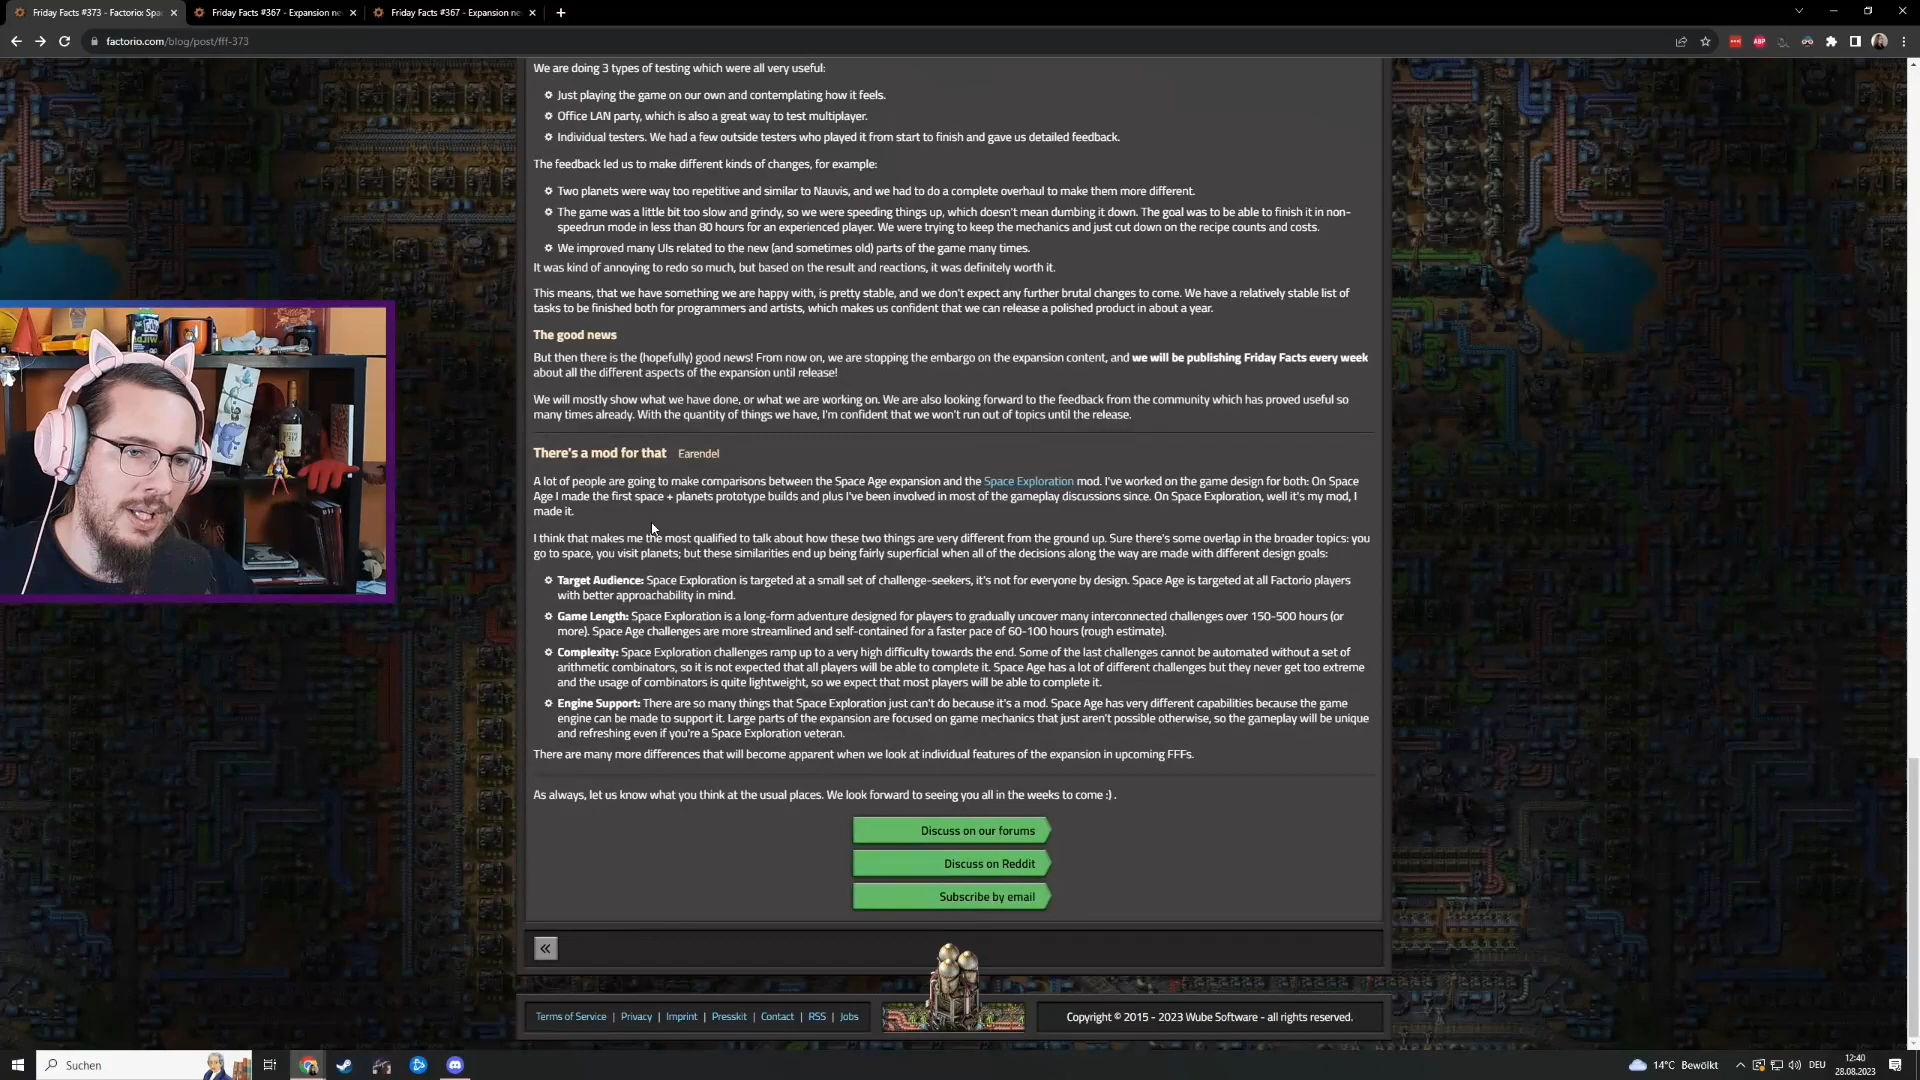 Friday Facts #373 - Factorio: Spa
Friday Facts #367 - Expansion ne
Friday Facts #367 - Expansion ne
factorio.com/blog/post/fff-373
ABP
We are doing 3 types of testing which were all very useful:
Just playing the game on our own and contemplating how it feels.
Office LAN party, which is also a great way to test multiplayer.
Individual testers. We had a few outside testers who played it from start to finish and gave us detailed feedback.
The feedback led us to make different kinds of changes, for example:
Two planets were way too repetitive and similar to Nauvis, and we had to do a complete overhaul to make them more different.
The game was a little bit too slow and grindy, so we were speeding things up, which doesn't mean dumbing it down. The goal was to be able to finish it in non-
speedrun mode in less than 80 hours for an experienced player. We were trying to keep the mechanics and just cut down on the recipe counts and costs.
We improved many UIs related to the new (and sometimes old) parts of the game many times.
It was kind of annoying to redo so much, but based on the result and reactions, it was definitely worth it.
This means, that we have something we are happy with, is pretty stable, and we don't expect any further brutal changes to come. We have a relatively stable list of
tasks to be finished both for programmers and artists, which makes us confident that we can release a polished product in about a year.
The good news
But then there is the (hopefully) good news! From now on, we are stopping the embargo on the expansion content, and we will be publishing Friday Facts every week
about all the different aspects of the expansion until release!
We will mostly show what we have done, or what we are working on. We are also looking forward to the feedback from the community which has proved useful so
many times already. With the quantity of things we have, I'm confident that we won't run out of topics until the release.
There's a mod for that Earendel
A lot of people are going to make comparisons between the Space Age expansion and the Space Exploration mod. I've worked on the game design for both: On Space
Age I made the first space + planets prototype builds and plus I've been involved in most of the gameplay discussions since. On Space Exploration, well it's my mod, I
made it.
I think that makes me the most qualified to talk about how these two things are very different from the ground up. Sure there's some overlap in the broader topics: you
go to space, you visit planets; but these similarities end up being fairly superficial when all of the decisions along the way are made with different design goals:
Target Audience: Space Exploration is targeted at a small set of challenge-seekers, it's not for everyone by design. Space Age is targeted at all Factorio players
with better approachability in mind.
Game Length: Space Exploration is a long-form adventure designed for players to gradually uncover many interconnected challenges over 150-500 hours (or
more). Space Age challenges are more streamlined and self-contained for a faster pace of 60-100 hours (rough estimate).
Complexity: Space Exploration challenges ramp up to a very high difficulty towards the end. Some of the last challenges cannot be automated without a set of
arithmetic combinators, so it is not expected that all players will be able to complete it. Space Age has a lot of different challenges but they never get too extreme
and the usage of combinators is quite lightweight, so we expect that most players will be able to complete it.
Engine Support: There are so many things that Space Exploration just can't do because it's a mod. Space Age has very different capabilities because the game
engine can be made to support it. Large parts of the expansion are focused on game mechanics that just aren't possible otherwise, so the gameplay will be unique
and refreshing even if you're a Space Exploration veteran.
There are many more differences that will become apparent when we look at individual features of the expansion in upcoming FFFs.
As always, let us know what you think at the usual places. We look forward to seeing you all in the weeks to come :) .
Discuss on our forums
Discuss on Reddit
Subscribe by email
«
Terms of Service | Privacy | Imprint | Presskit | Contact | RSS | Jobs
Copyright © 2015 - 2023 Wube Software - all rights reserved.
Suchen
14°C Bewölkt
DEU
12:40
28.08.2023